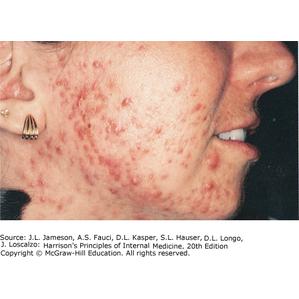 Source: J.L. Jameson, A.S. Fauci, D.L. Kasper, S.L. Hauser, D.L. Longo,
J. Loscalzo: Harrison's Principles of Internal Medicine, 20th Edition
Copyright © McGraw-Hill Education. All rights reserved.